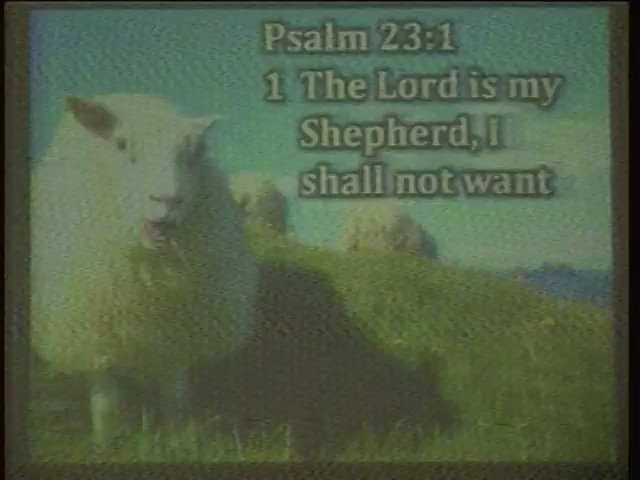 Psalm 23:1
1 The Lord is my
Shepherd, I
shall not want